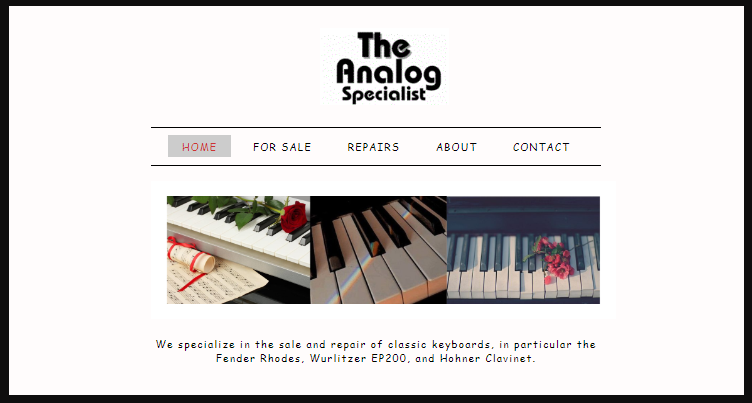 The
Analog
Specialist
HOME FOR SALE REPAIRS ABOUT CONTACT
We specialize in the sale and repair of classic keyboards, in particular the
Fender Rhodes, Wurlitzer EP200, and Hohner Clavinet.